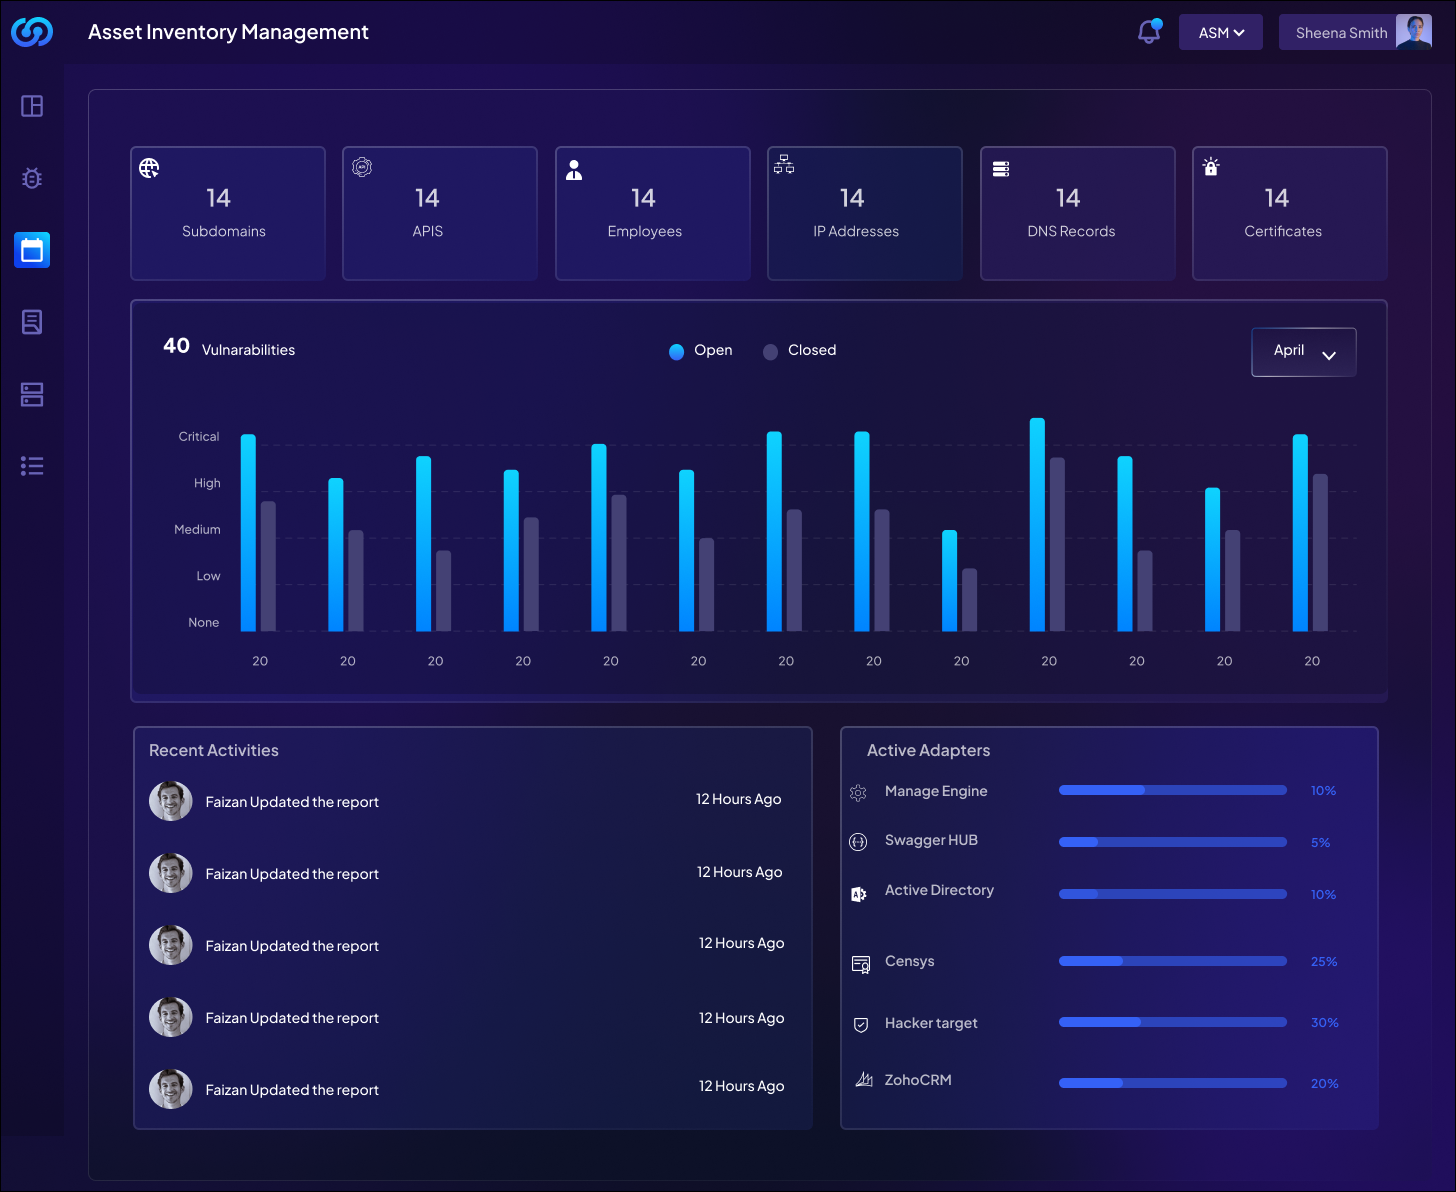 Asset Inventory Management
ASM
Sheena Smith
14
Subdomains
14
APIS
14
Employees
14
IP Addresses
14
DNS Records
14
Certificates
40 Vulnarabilities
Open
Closed
April
Critical
High
Medium
Low
None
20 20 20 20 20 20 20 20 20 20 20 20 20
Recent Activities
Faizan Updated the report 12 Hours Ago
Faizan Updated the report 12 Hours Ago
Faizan Updated the report 12 Hours Ago
Faizan Updated the report 12 Hours Ago
Faizan Updated the report 12 Hours Ago
Active Adapters
Manage Engine 10%
Swagger HUB 5%
Active Directory 10%
Censys 25%
Hacker target 30%
ZohoCRM 20%